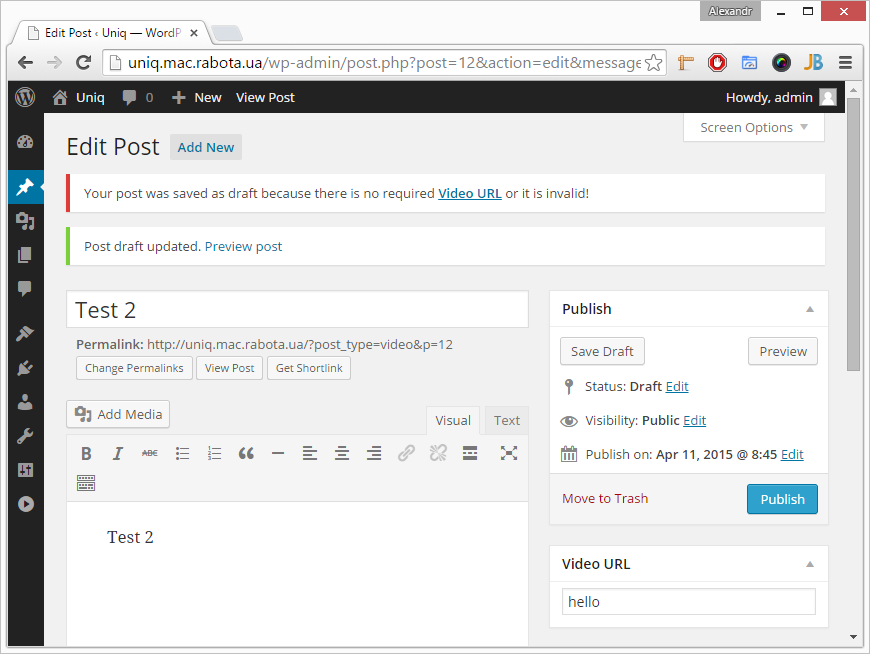 Alexandr
Edit Post ‹ Uniq — WordP
uniq.mac.rabota.ua/wp-admin/post.php?post=12&action=edit&message
JB
Uniq 0 New View Post Howdy, admin
Screen Options
Edit Post Add New
Your post was saved as draft because there is no required Video URL or it is invalid!
Post draft updated. Preview post
Test 2
Permalink: http://uniq.mac.rabota.ua/?post_type=video&p=12
Change Permalinks View Post Get Shortlink
Add Media
Visual Text
B I ABC
Test 2
Publish
Save Draft Preview
Status: Draft Edit
Visibility: Public Edit
Publish on: Apr 11, 2015 @ 8:45 Edit
Move to Trash Publish
Video URL
hello